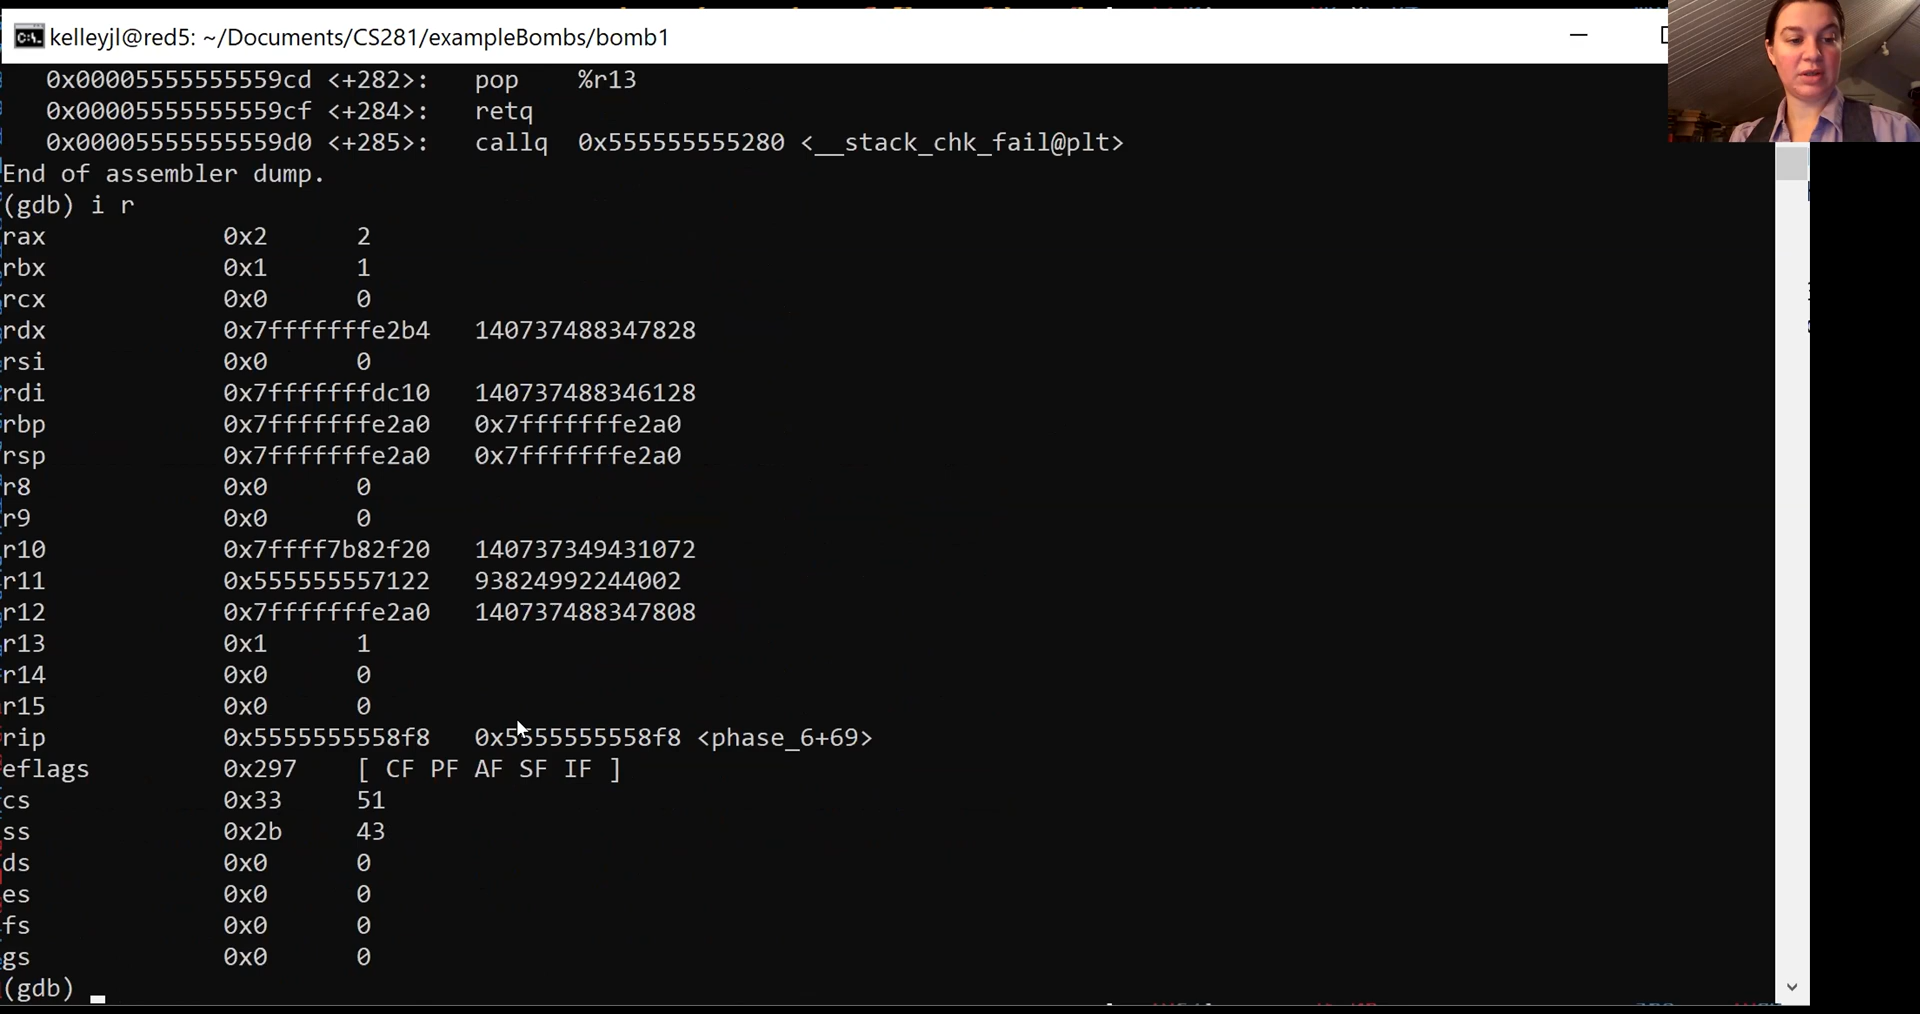 kelleyjl@red5: ~/Documents/CS281/exampleBombs/bomb1
0x00005555555559cd <+282>: pop %r13
0x00005555555559cf <+284>: retq
0x00005555555559d0 <+285>: callq 0x555555555280 <__stack_chk_fail@plt>
End of assembler dump.
(gdb) i r
rax 0x2 2
rbx 0x1 1
rcx 0x0 0
rdx 0x7fffffffe2b4 140737488347828
rsi 0x0 0
rdi 0x7fffffffdc10 140737488346128
rbp 0x7fffffffe2a0 0x7fffffffe2a0
rsp 0x7fffffffe2a0 0x7fffffffe2a0
r8 0x0 0
r9 0x0 0
r10 0x7ffff7b82f20 140737349431072
r11 0x555555557122 93824992244002
r12 0x7fffffffe2a0 140737488347808
r13 0x1 1
r14 0x0 0
r15 0x0 0
rip 0x5555555558f8 0x5555555558f8 <phase_6+69>
eflags 0x297 [ CF PF AF SF IF ]
cs 0x33 51
ss 0x2b 43
ds 0x0 0
es 0x0 0
fs 0x0 0
gs 0x0 0
(gdb)